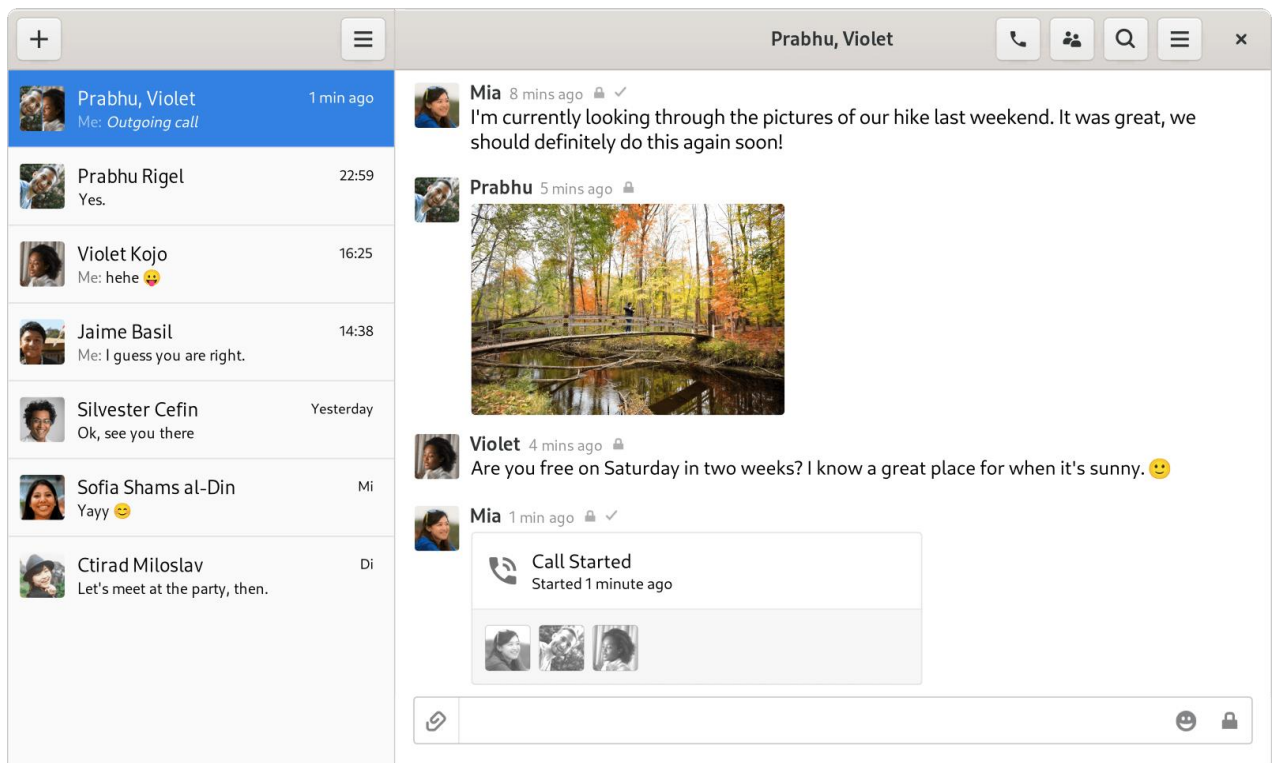 Prabhu, Violet
Prabhu, Violet 1 min ago
Me: Outgoing call
Prabhu Rigel 22:59
Yes.
Violet Kojo 16:25
Me: hehe 😛
Jaime Basil 14:38
Me: I guess you are right.
Silvester Cefin Yesterday
Ok, see you there
Sofia Shams al-Din Mi
Yayy 😊
Ctirad Miloslav Di
Let's meet at the party, then.
Mia 8 mins ago
I'm currently looking through the pictures of our hike last weekend. It was great, we
should definitely do this again soon!
Prabhu 5 mins ago
Violet 4 mins ago
Are you free on Saturday in two weeks? I know a great place for when it's sunny. 🙂
Mia 1 min ago
Call Started
Started 1 minute ago